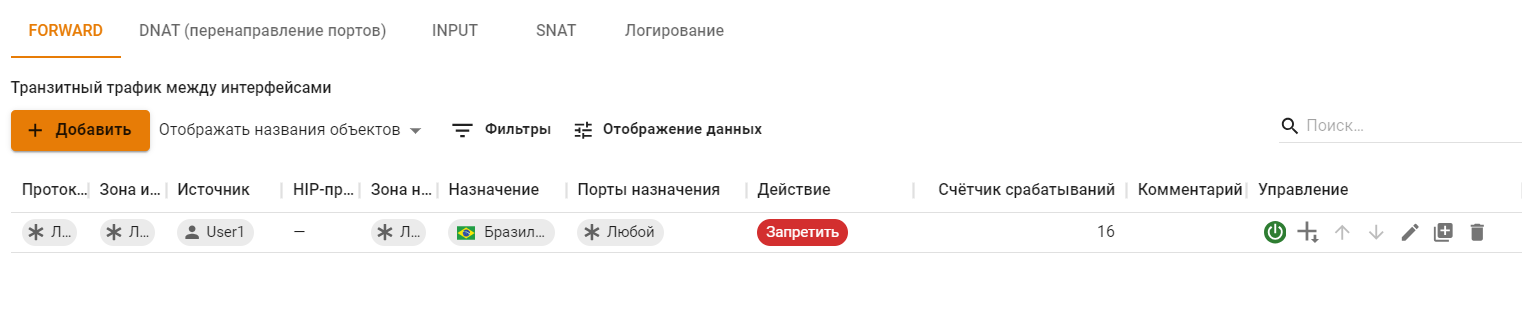 FORWARD DNAT (перенаправление портов) INPUT SNAT Логирование
Транзитный трафик между интерфейсами
Добавить Отображать названия объектов Фильтры Отображение данных Поиск...
Проток... Зона и... Источник HIP-пр... Зона н... Назначение Порты назначения Действие Счётчик срабатываний Комментарий Управление
Л... Л... User1 — Л... Бразил... Любой Запретить 16